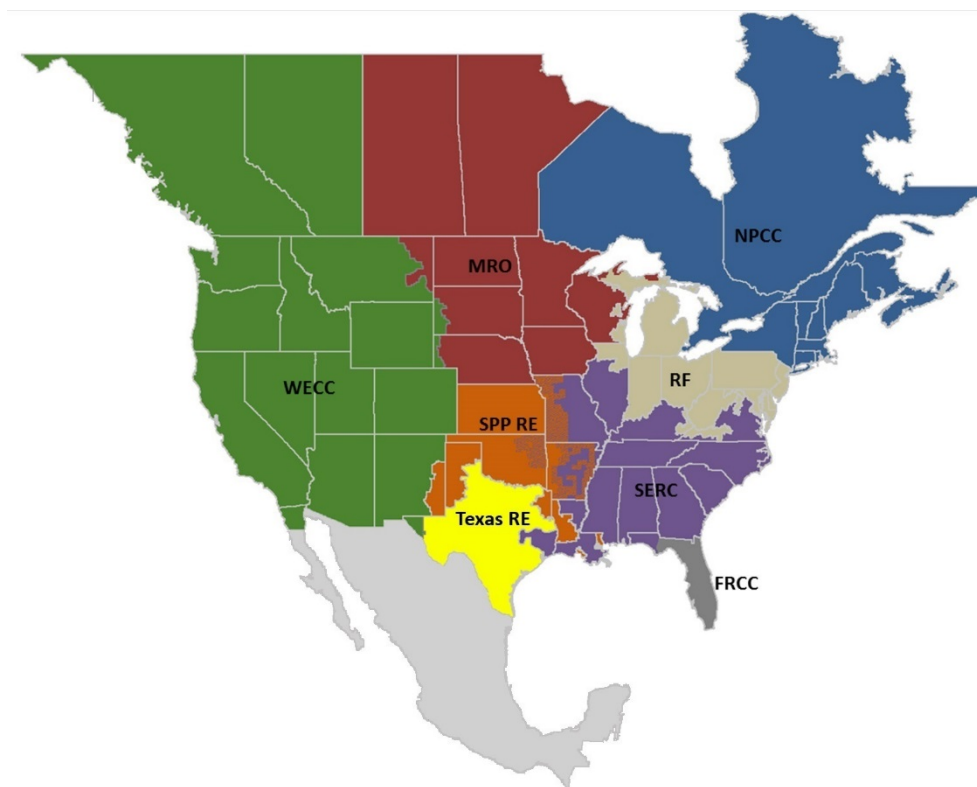 NPCC
MRO
WECC
RF
SPP RE
SERC
Texas RE
FRCC